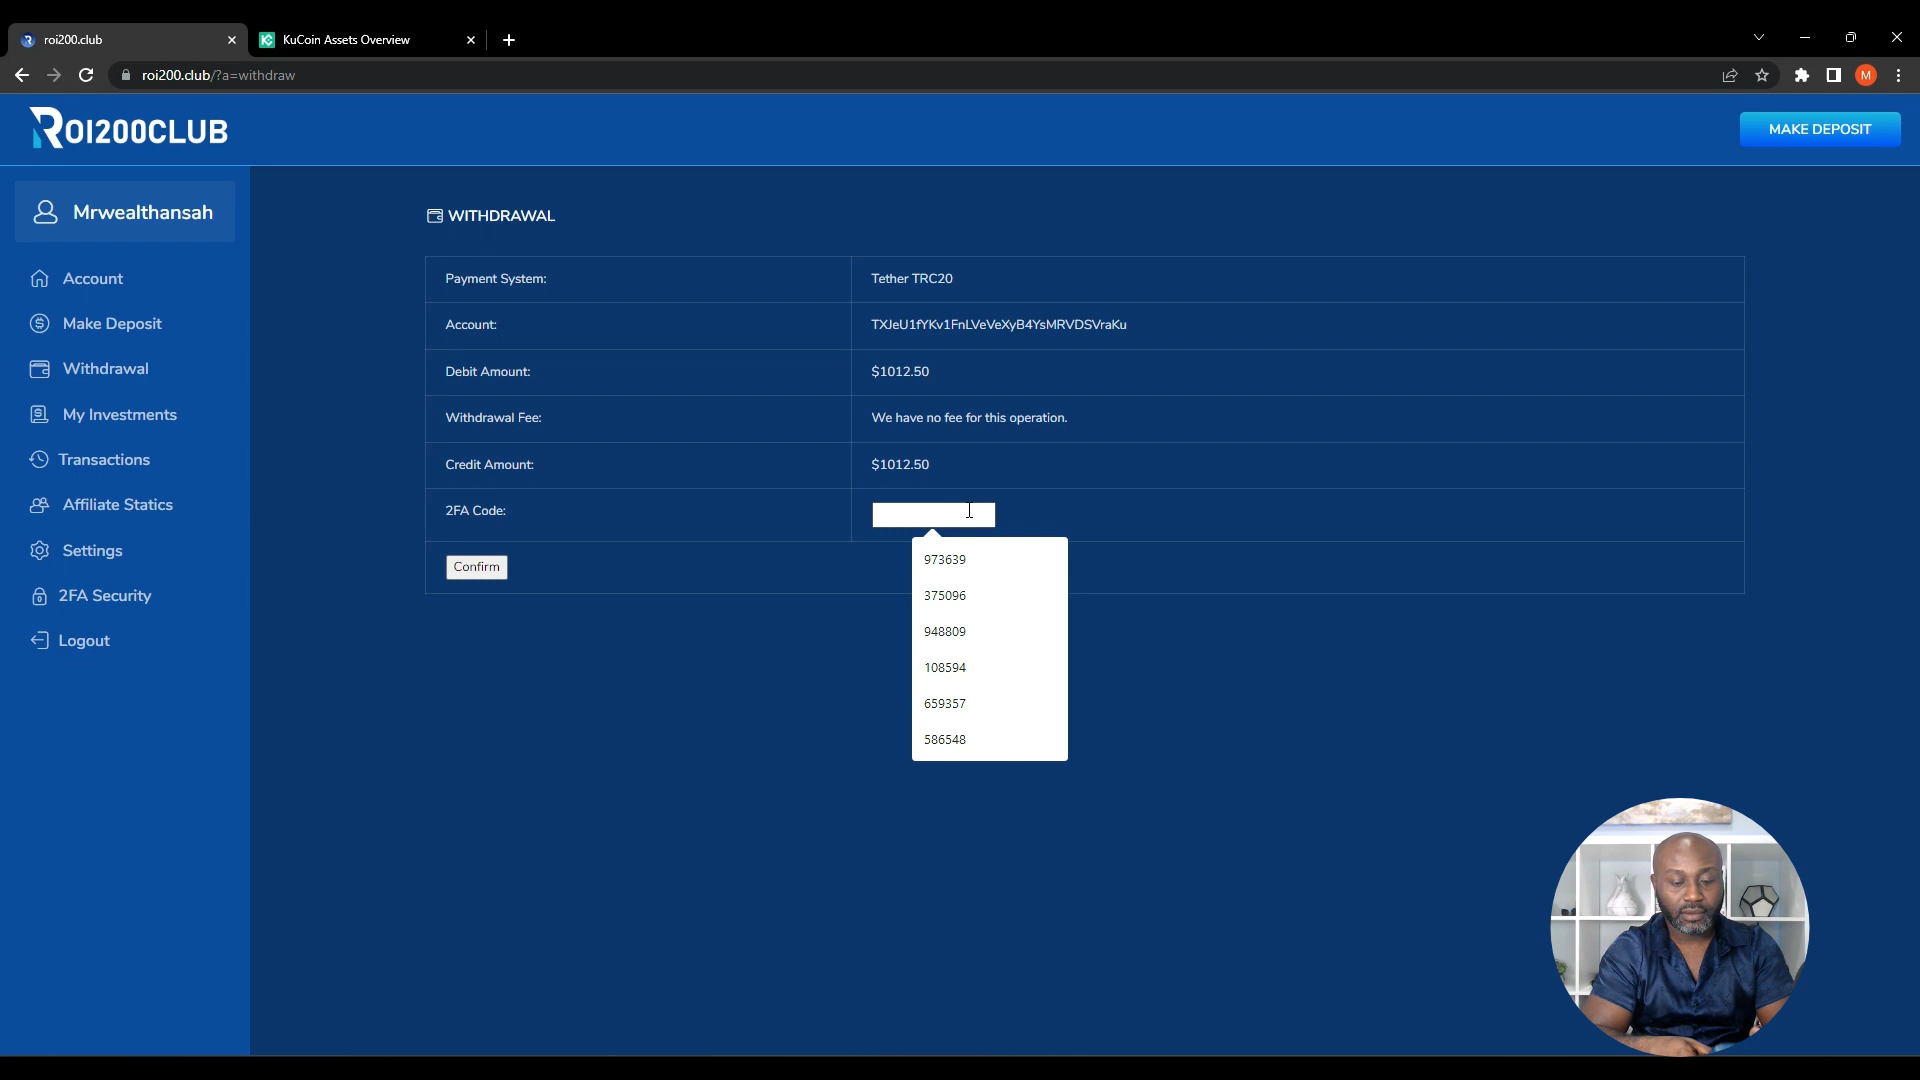 roi200.club
KuCoin Assets Overview
roi200.club/?a=withdraw
M
ROI200CLUB
MAKE DEPOSIT
Mrwealthansah
Account
Make Deposit
Withdrawal
My Investments
Transactions
Affiliate Statics
Settings
2FA Security
Logout
WITHDRAWAL
Payment System: Tether TRC20
Account: TXJeU1fYKv1FnLVeVeXyB4YsMRVDSVraKu
Debit Amount: $1012.50
Withdrawal Fee: We have no fee for this operation.
Credit Amount: $1012.50
2FA Code:
973639
375096
948809
108594
659357
586548
Confirm